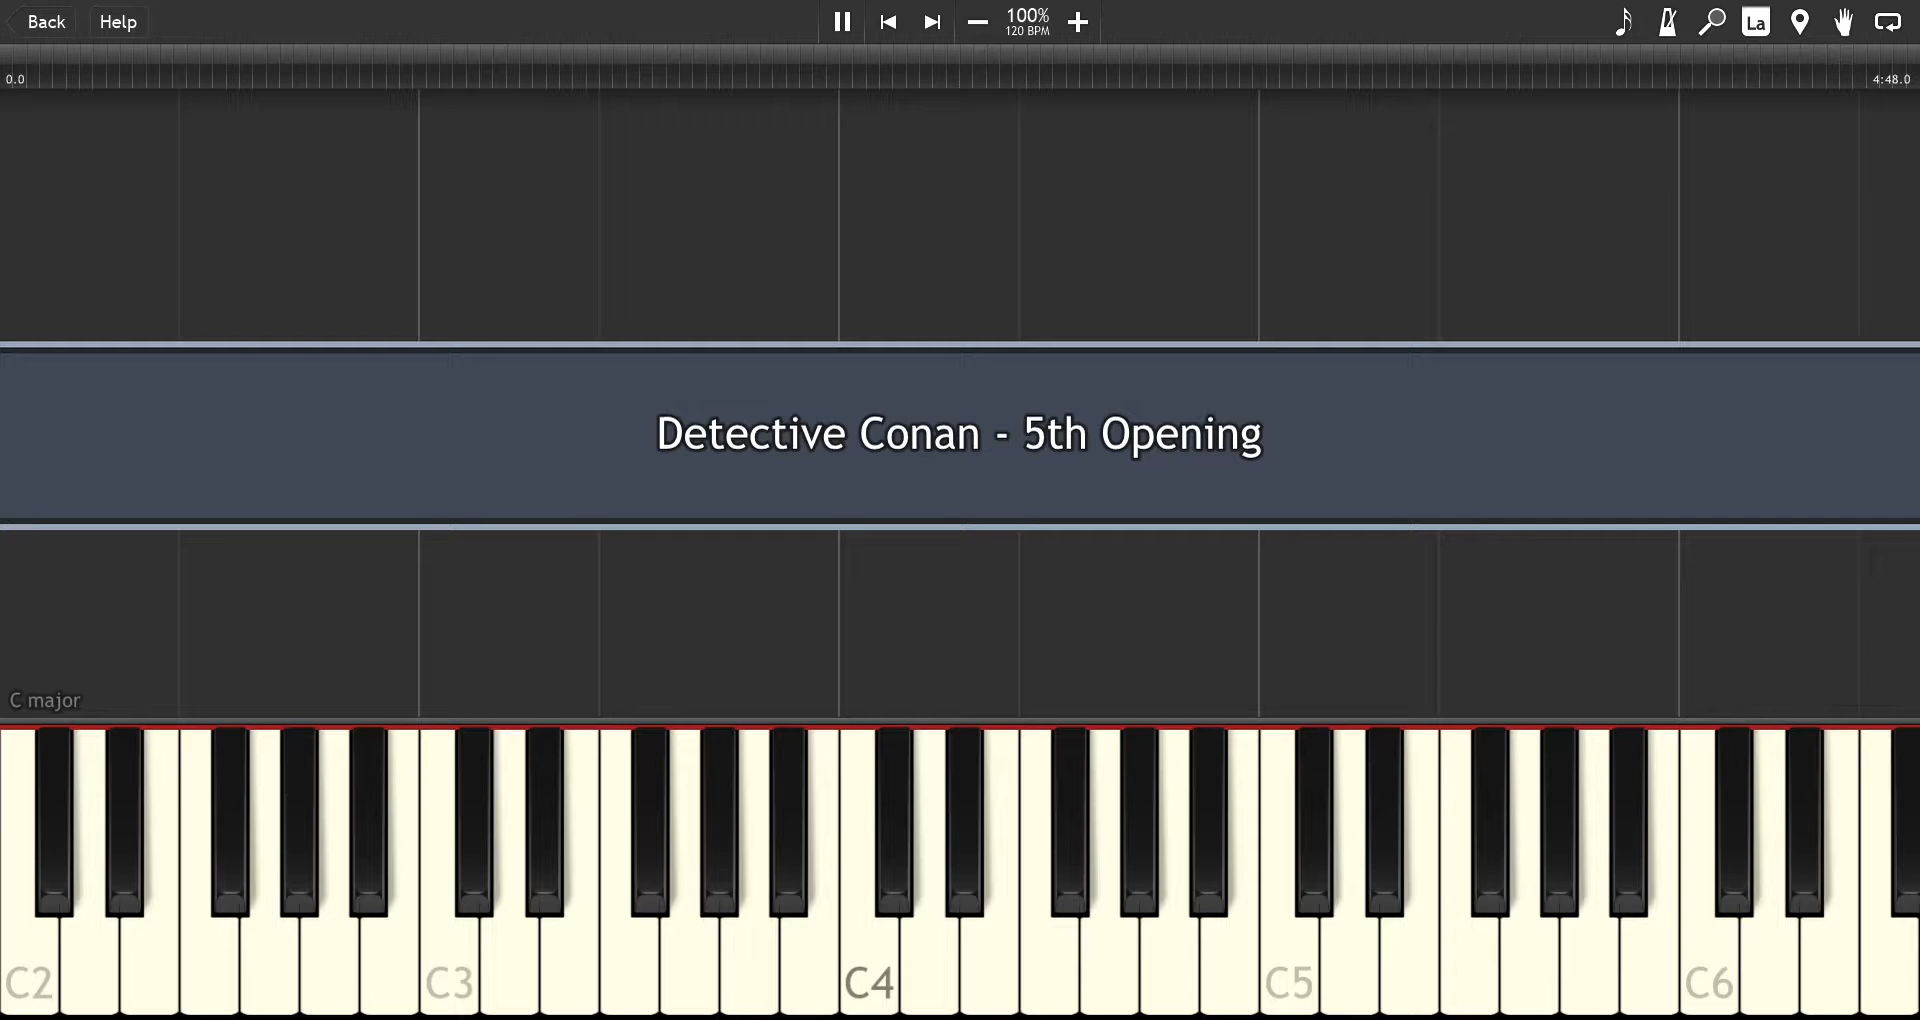 Back Help 100% La
120 BPM
0.0 4:48.0
Detective Conan - 5th Opening
C major
C2 C3 C4 C5 C6